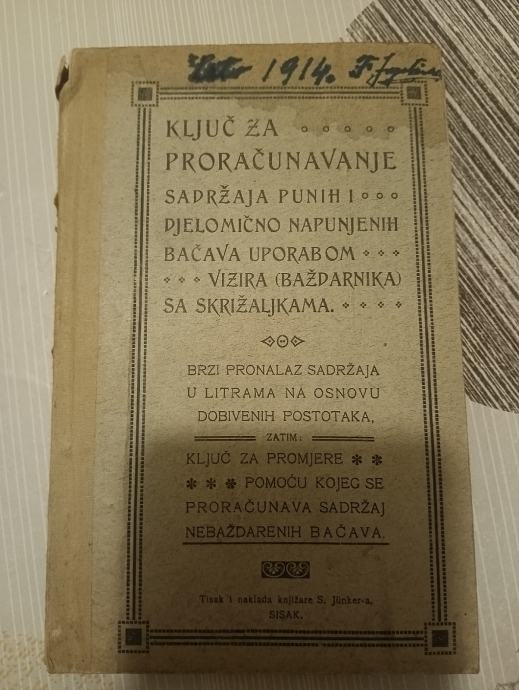 1914. F.
KLJUČ ZA
PRORAČUNAVANJE
SADRŽAJA PUNIH I
DJELOMIČNO NAPUNJENIH
BAČAVA UPORABOM
VIZIRA (BAŽDARNIKA)
SA SKRIŽALJKAMA.
BRZI PRONALAZ SADRŽAJA
U LITRAMA NA OSNOVU
DOBIVENIH POSTOTAKA,
ZATIM:
KLJUČ ZA PROMJERE
POMOĆU KOJEG SE
PRORAČUNAVA SADRŽAJ
NEBAŽDARENIH BAČAVA.
Tisak i naklada knjižare S. Jünker-a,
SISAK.